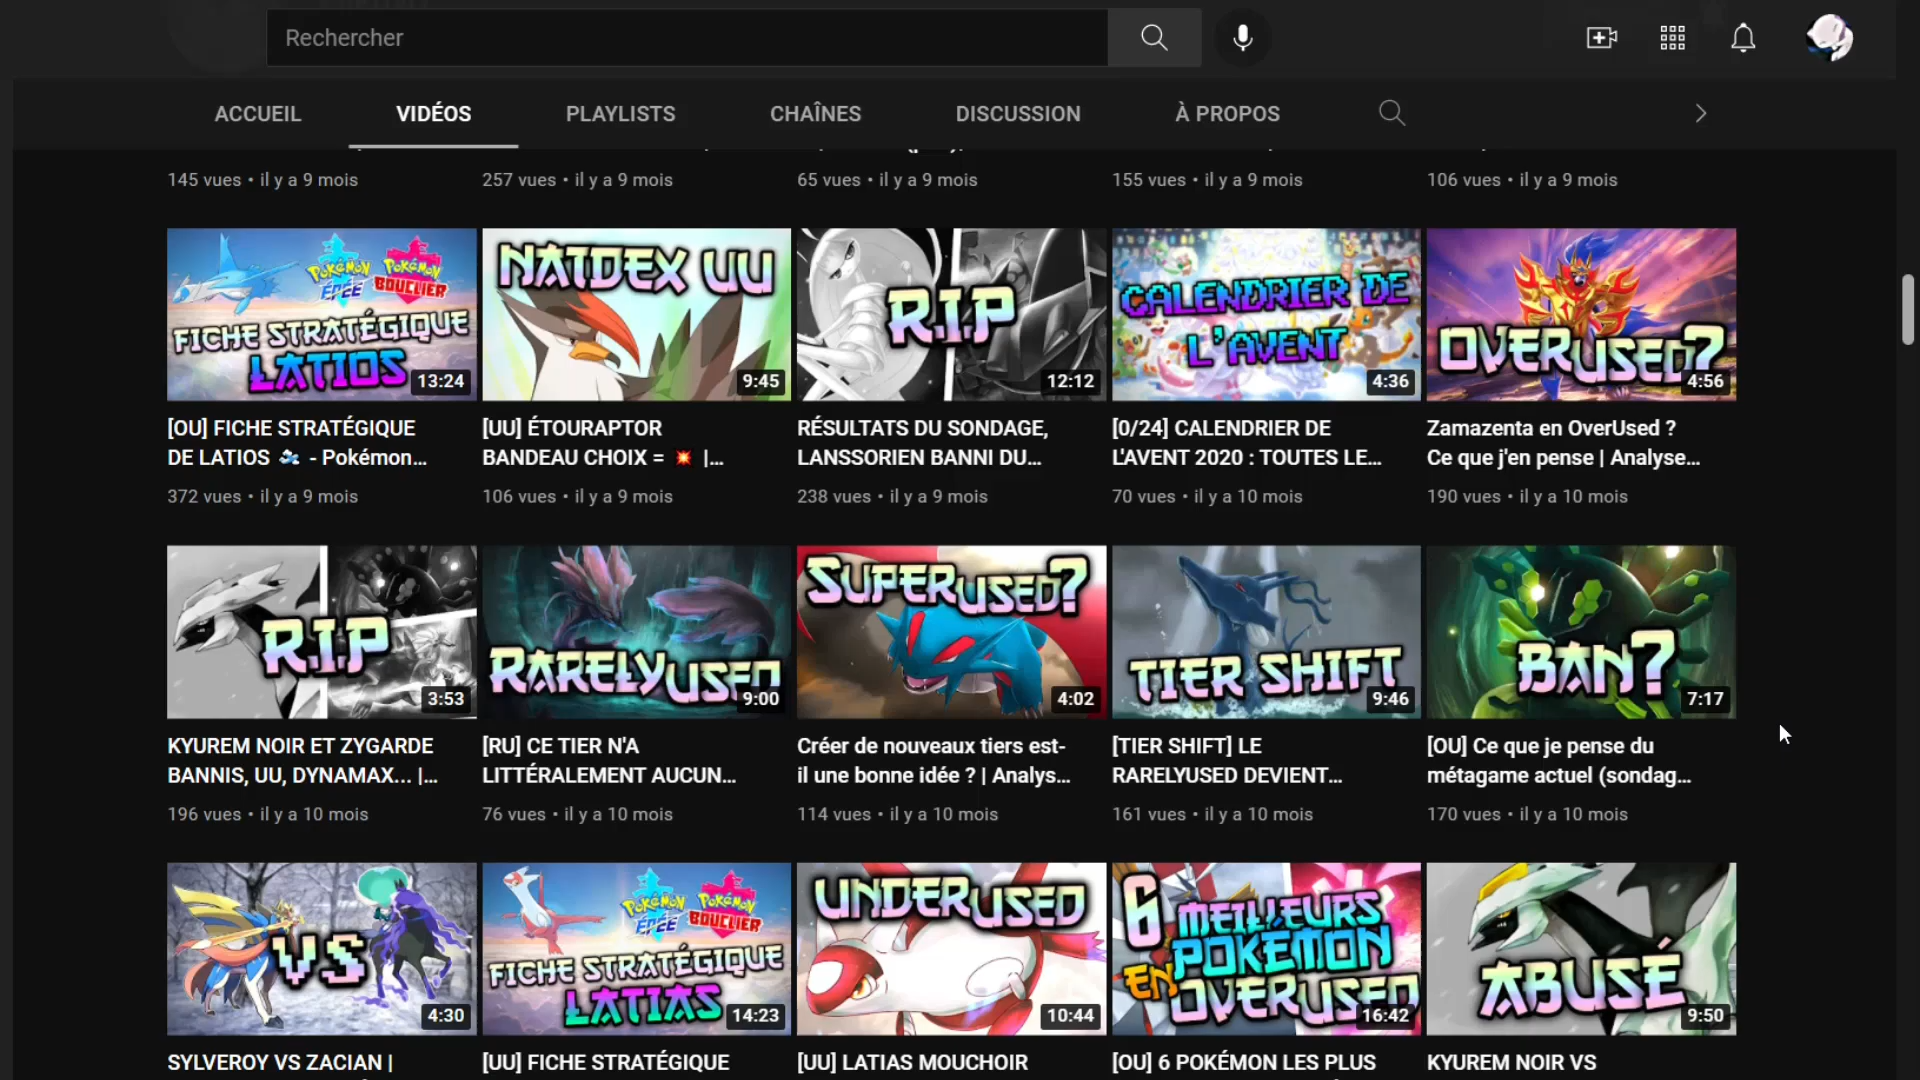 Rechercher
ACCUEIL
VIDÉOS
PLAYLISTS
CHAÎNES
DISCUSSION
À PROPOS
145 vues • il y a 9 mois
257 vues • il y a 9 mois
65 vues • il y a 9 mois
155 vues • il y a 9 mois
106 vues • il y a 9 mois
POKÉMON ÉPÉE
POKÉMON BOUCLIER
FICHE STRATÉGIQUE
LATIOS
13:24
NATDEX UU
9:45
R.I.P
12:12
CALENDRIER DE
L'AVENT
4:36
OVERUSED?
4:56
[OU] FICHE STRATÉGIQUE
DE LATIOS - Pokémon...
[UU] ÉTOURAPTOR
BANDEAU CHOIX = 💥 |...
RÉSULTATS DU SONDAGE,
LANSSORIEN BANNI DU...
[0/24] CALENDRIER DE
L'AVENT 2020 : TOUTES LE...
Zamazenta en OverUsed ?
Ce que j'en pense | Analyse...
372 vues • il y a 9 mois
106 vues • il y a 9 mois
238 vues • il y a 9 mois
70 vues • il y a 10 mois
190 vues • il y a 10 mois
R.I.P
3:53
RARELYUSED
9:00
SUPERUSED?
4:02
TIER SHIFT
9:46
BAN?
7:17
KYUREM NOIR ET ZYGARDE
BANNIS, UU, DYNAMAX... |...
[RU] CE TIER N'A
LITTÉRALEMENT AUCUN...
Créer de nouveaux tiers est-
il une bonne idée ? | Analys...
[TIER SHIFT] LE
RARELYUSED DEVIENT...
[OU] Ce que je pense du
métagame actuel (sondag...
196 vues • il y a 10 mois
76 vues • il y a 10 mois
114 vues • il y a 10 mois
161 vues • il y a 10 mois
170 vues • il y a 10 mois
VS
4:30
POKÉMON ÉPÉE
POKÉMON BOUCLIER
FICHE STRATÉGIQUE
LATIAS
14:23
UNDERUSED
10:44
6 MEILLEURS
POKEMON
EN OVERUSED
16:42
ABUSÉ
9:50
SYLVEROY VS ZACIAN |
[UU] FICHE STRATÉGIQUE
[UU] LATIAS MOUCHOIR
[OU] 6 POKÉMON LES PLUS
KYUREM NOIR VS